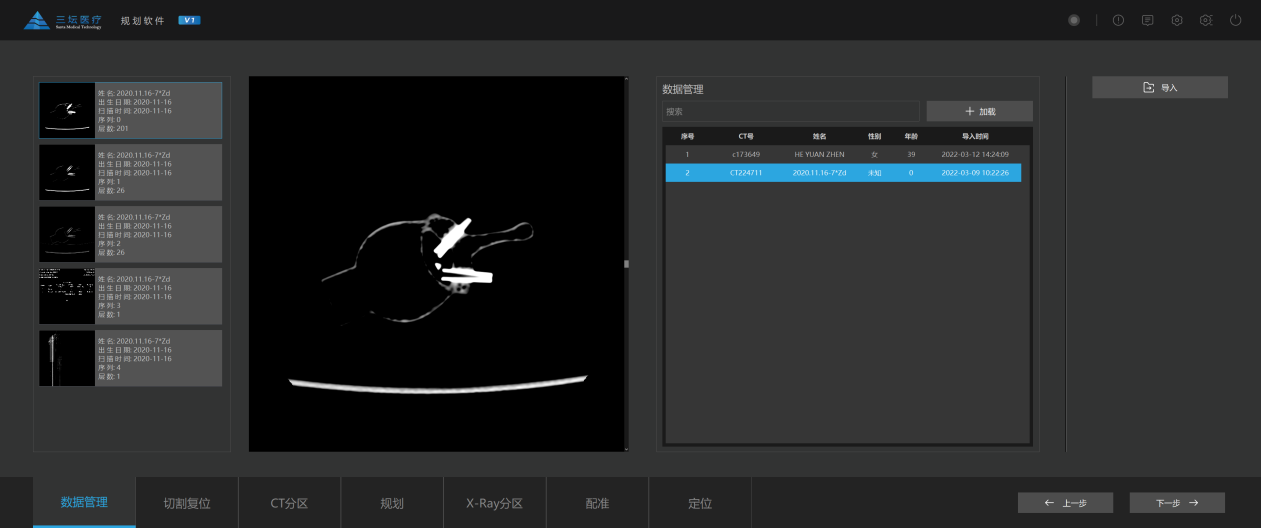 三坛医疗
Santa Medical Technology
规划软件
V1
姓名: 2020.11.16-7*Zd
出生日期: 2020-11-16
扫描时间: 2020-11-16
序列: 0
层数: 201
姓名: 2020.11.16-7*Zd
出生日期: 2020-11-16
扫描时间: 2020-11-16
序列: 1
层数: 26
姓名: 2020.11.16-7*Zd
出生日期: 2020-11-16
扫描时间: 2020-11-16
序列: 2
层数: 26
姓名: 2020.11.16-7*Zd
出生日期: 2020-11-16
扫描时间: 2020-11-16
序列: 3
层数: 1
姓名: 2020.11.16-7*Zd
出生日期: 2020-11-16
扫描时间: 2020-11-16
序列: 4
层数: 1
数据管理
搜索
加载
序号 CT号 姓名 性别 年龄 导入时间
1 c173649 HE YUAN ZHEN 女 39 2022-03-12 14:24:09
2 CT224711 2020.11.16-7*Zd 未知 0 2022-03-09 10:22:26
导入
数据管理 切割复位 CT分区 规划 X-Ray分区 配准 定位
← 上一步 下一步 →